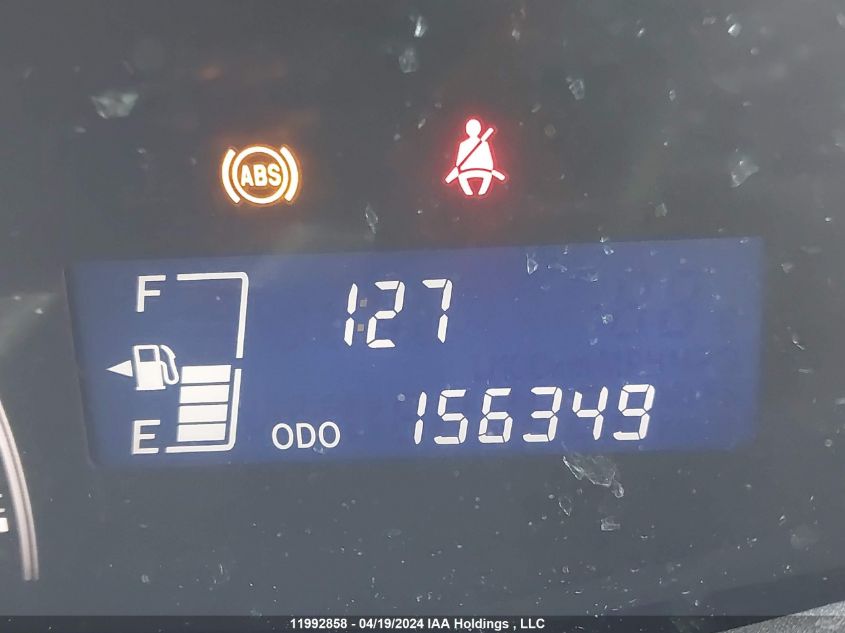 ABS
F
1:27
E
ODO 156349
11992858 - 04/19/2024 IAA Holdings , LLC